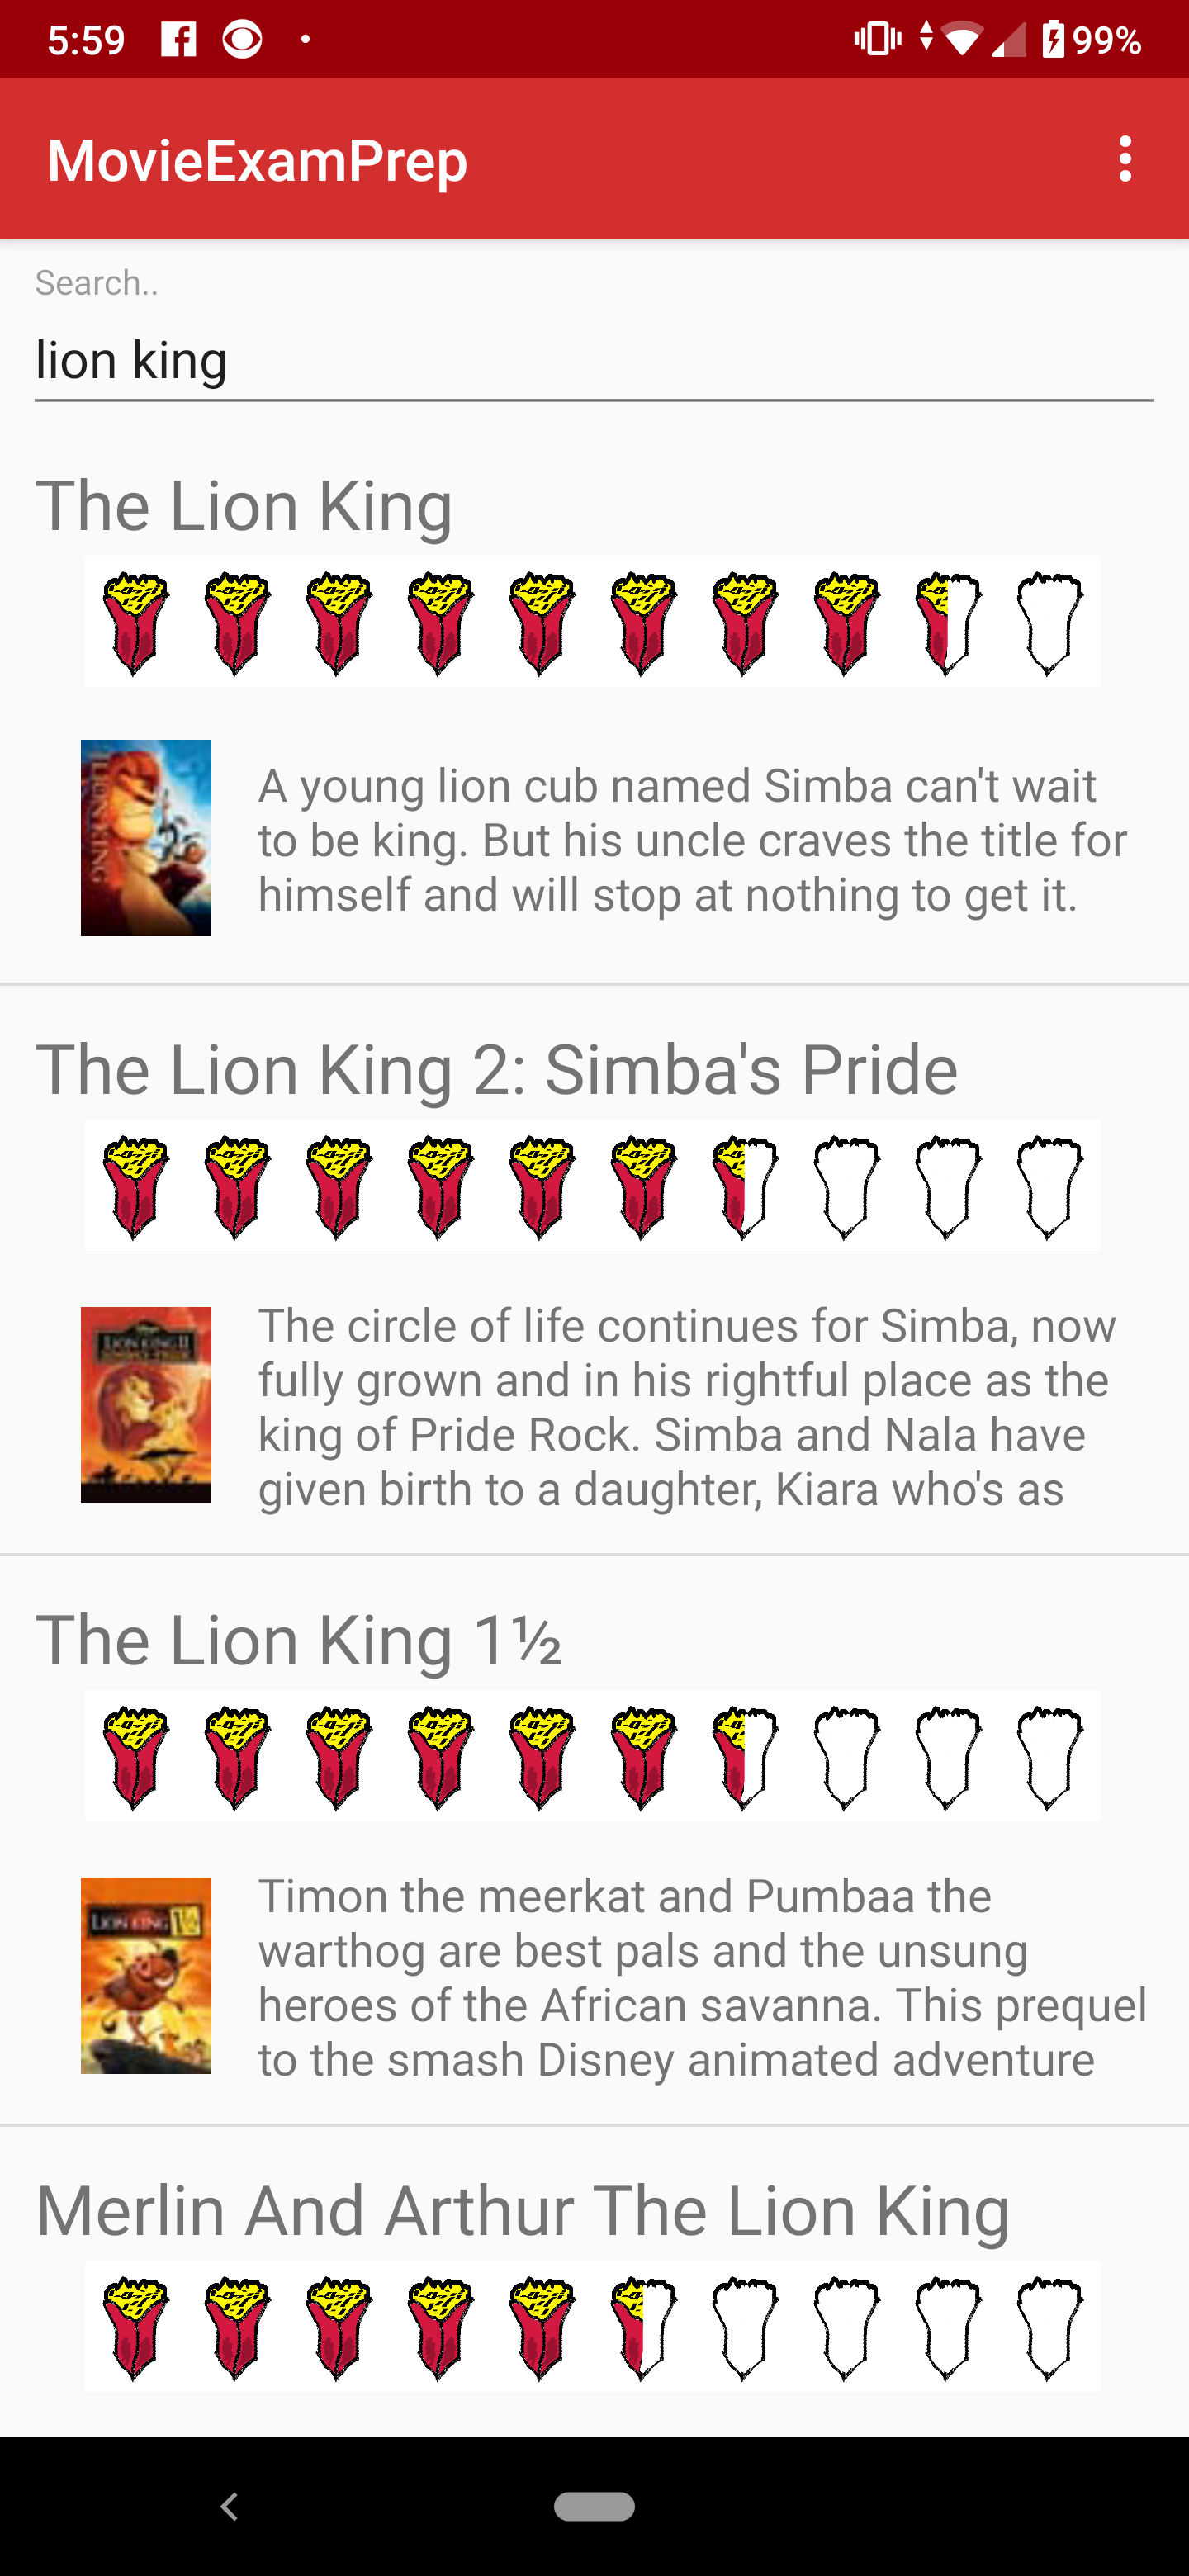 5:59
99%
MovieExamPrep
Search..
lion king
The Lion King
A young lion cub named Simba can't wait
to be king. But his uncle craves the title for
himself and will stop at nothing to get it.
The Lion King 2: Simba's Pride
The circle of life continues for Simba, now
fully grown and in his rightful place as the
king of Pride Rock. Simba and Nala have
given birth to a daughter, Kiara who's as
The Lion King 1½
LION KING 1½
Timon the meerkat and Pumbaa the
warthog are best pals and the unsung
heroes of the African savanna. This prequel
to the smash Disney animated adventure
Merlin And Arthur The Lion King